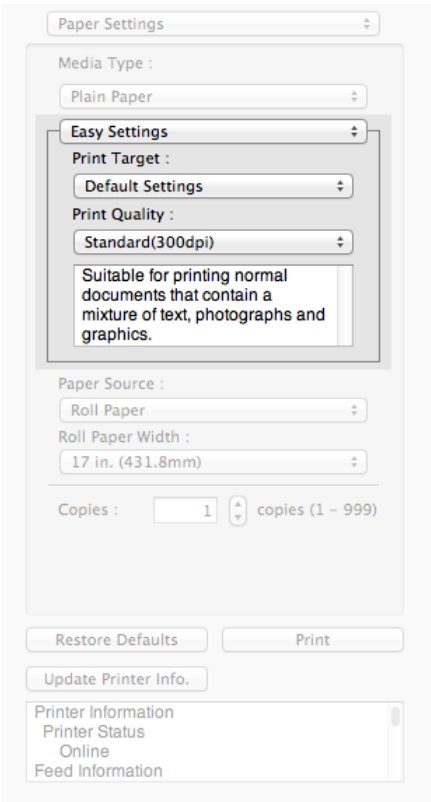 Paper Settings
Media Type :
Plain Paper
Easy Settings
Print Target :
Default Settings
Print Quality :
Standard(300dpi)
Suitable for printing normal
documents that contain a
mixture of text, photographs and
graphics.
Paper Source :
Roll Paper
Roll Paper Width :
17 in. (431.8mm)
Copies : 1 copies (1 – 999)
Restore Defaults Print
Update Printer Info.
Printer Information
Printer Status
Online
Feed Information